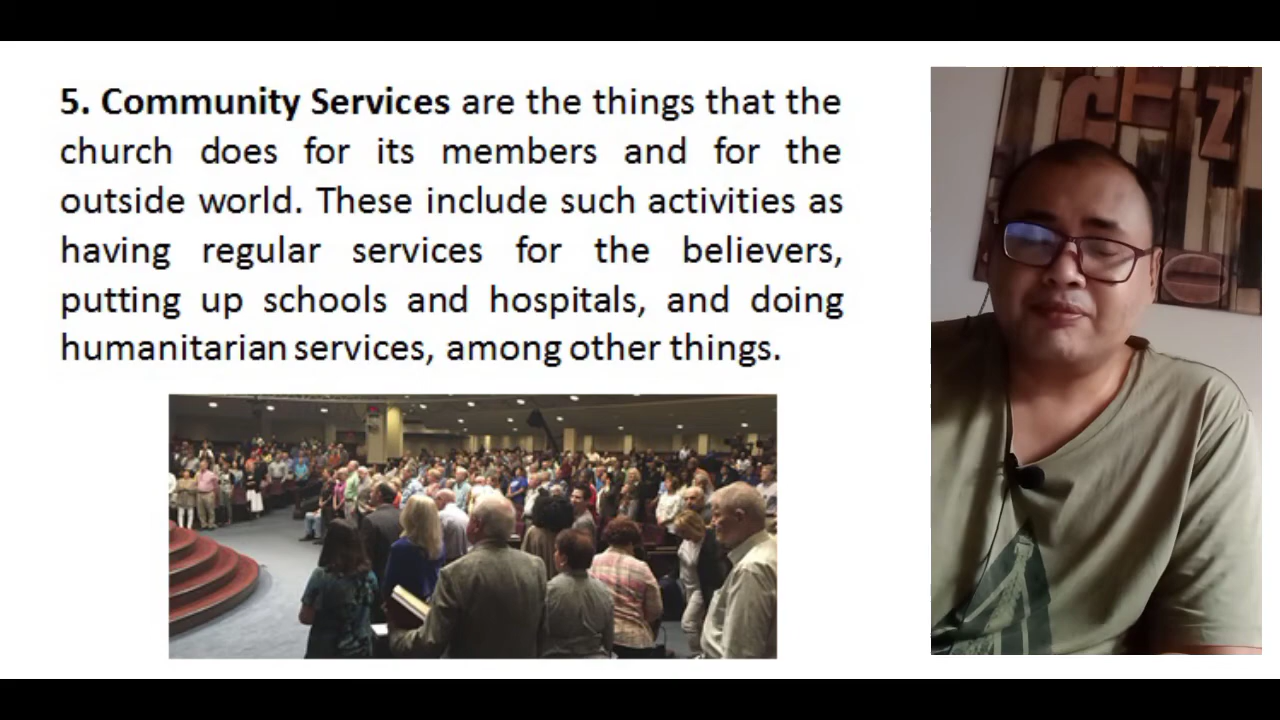 5. Community Services are the things that the
church does for its members and for the
outside world. These include such activities as
having regular services for the believers,
putting up schools and hospitals, and doing
humanitarian services, among other things.